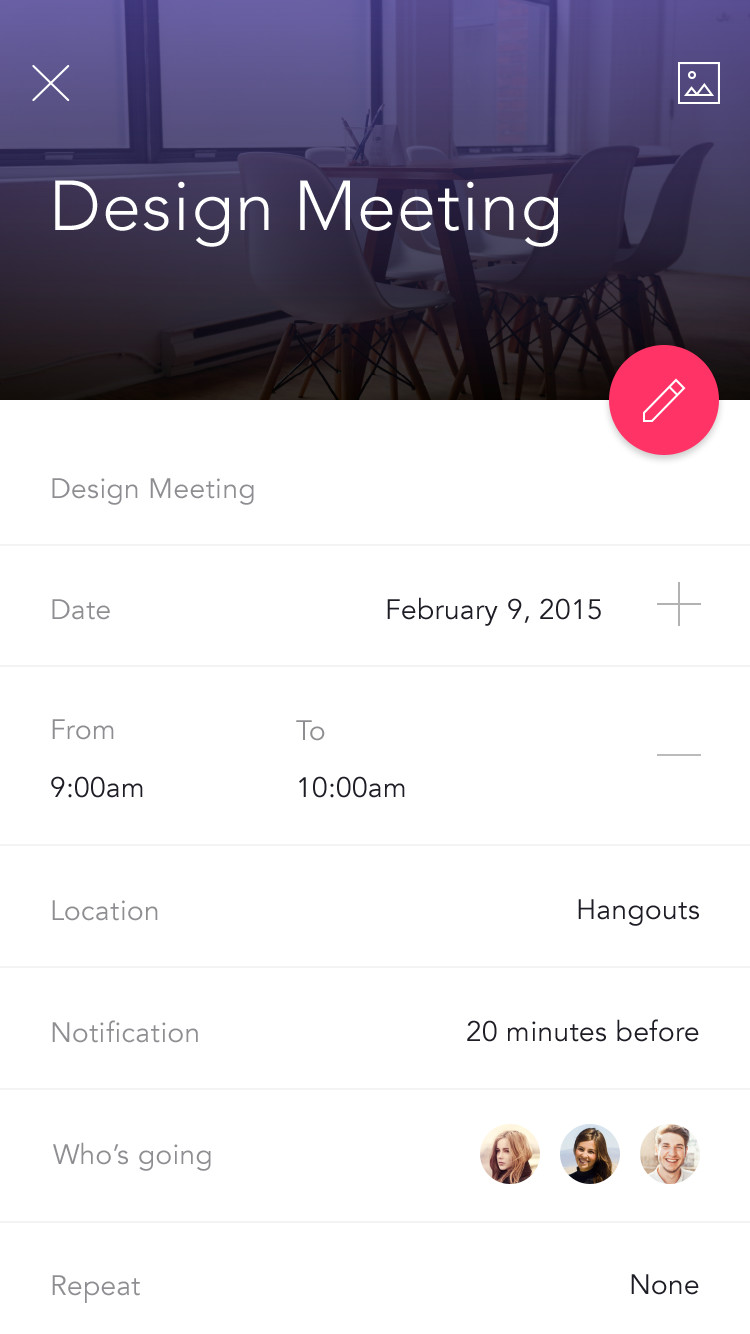 Design Meeting
Design Meeting
Date February 9, 2015
From To
9:00am 10:00am
Location Hangouts
Notification 20 minutes before
Who’s going
Repeat None